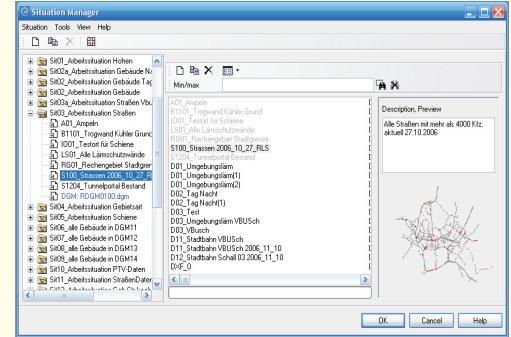 Situation Manager
Situation Tools View Help
Sit01_Arbeitssituation Höhen
Sit02a_Arbeitssituation Gebäude Na
Sit02_Arbeitssituation Gebäude Tag
Sit02_Arbeitssituation Gebäude
Sit03a_Arbeitssituation Straßen Vbu
Sit03_Arbeitssituation Straßen
A01_Ampeln
B1101_Trogwand Kühler Grund
IO01_Testort für Schiene
LS01_Alle Lärmschutzwände
RG01_Rechengebiet Stadtgrenz
S100_Strassen 2006_10_27_RL
S1204_Tunnelportal Bestand
DGM: RDGM0100.dgm
Sit04_Arbeitssituation Gebietsart
Sit05_Arbeitssituation Schiene
Sit06_alle Gebäude in DGM11
Sit07_alle Gebäude in DGM12
Sit08_alle Gebäude in DGM13
Sit09_alle Gebäude in DGM14
Sit10_Arbeitssituation PTV-Daten
Sit11_Arbeitssituation StraßenDaten
Min/max
A01_Ampeln
B1101_Trogwand Kühler Grund
IO01_Testort für Schiene
LS01_Alle Lärmschutzwände
RG01_Rechengebiet Stadtgrenze
S100_Strassen 2006_10_27_RLS
S1204_Tunnelportal Bestand
D01_Umgebungslärm
D01_Umgebungslärm(1)
D01_Umgebungslärm(2)
D02_Tag Nacht
D02_Tag Nacht(1)
D03_Test
D03_Umgebungslärm VBUSch
D03_VBusch
D11_Stadtbahn VBUSch
D11_Stadtbahn VBUSch 2006_11_10
D12_Stadtbahn Schall 03 2006_11_10
DXF_0
Description, Preview
Alle Straßen mit mehr als 4000 Kfz,
aktuell 27.10.2006
OK Cancel Help